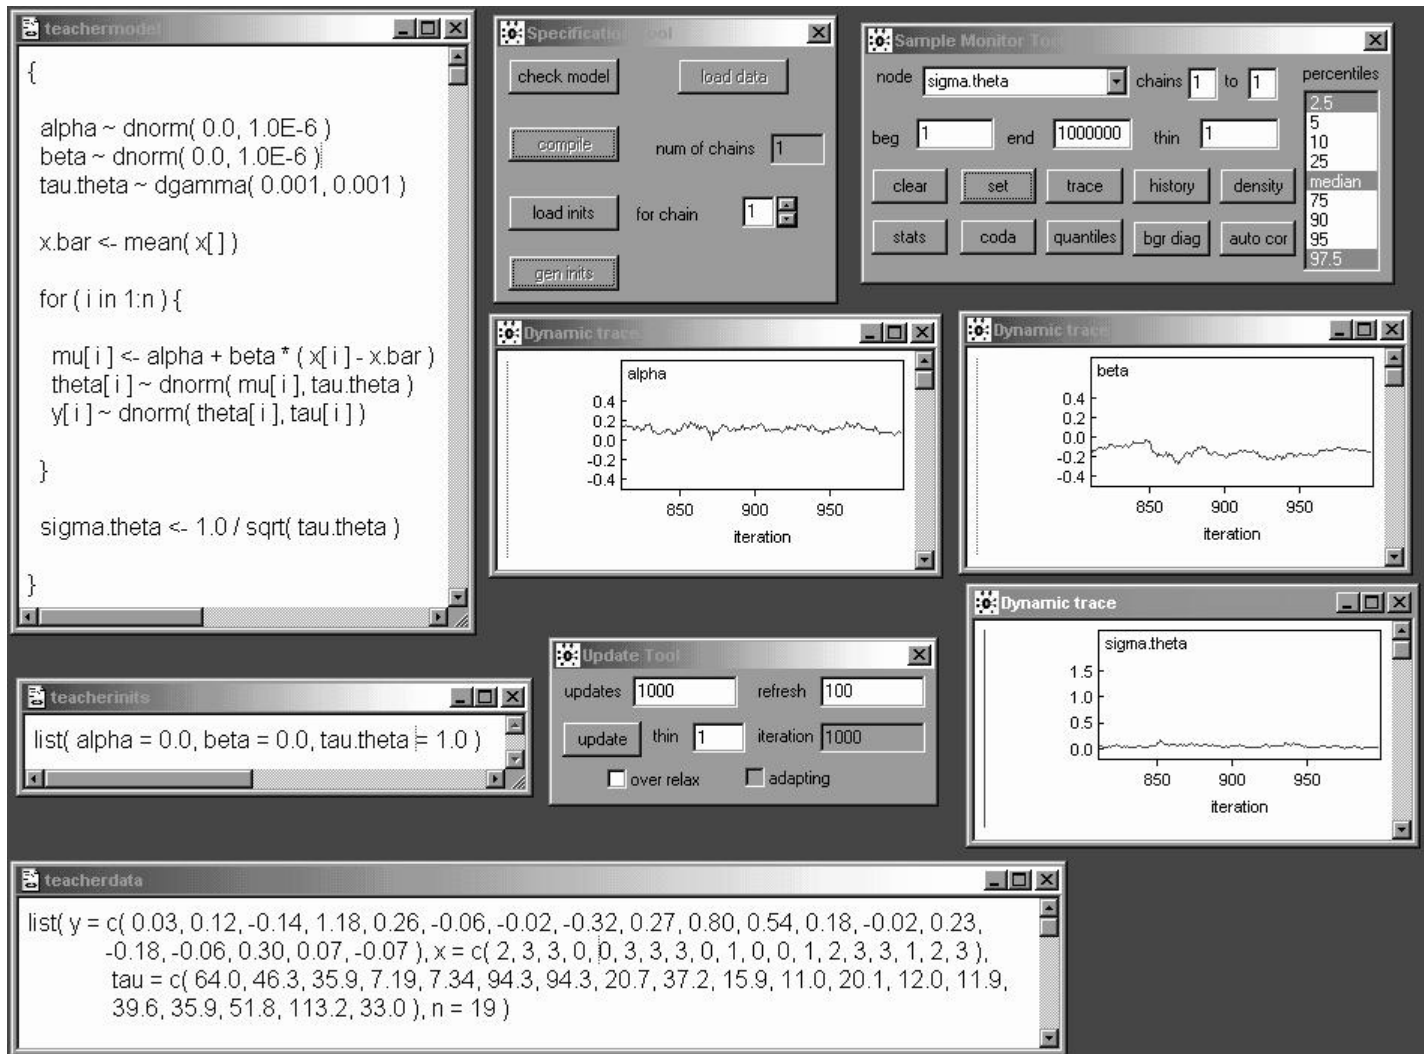 teachermodel
{
alpha ~ dnorm( 0.0, 1.0E-6 )
beta ~ dnorm( 0.0, 1.0E-6 )
tau.theta ~ dgamma( 0.001, 0.001 )
x.bar <- mean( x[ ] )
for ( i in 1:n ) {
mu[ i ] <- alpha + beta * ( x[ i ] - x.bar )
theta[ i ] ~ dnorm( mu[ i ], tau.theta )
y[ i ] ~ dnorm( theta[ i ], tau[ i ] )
}
sigma.theta <- 1.0 / sqrt( tau.theta )
}
Specification Tool
check model load data
compile num of chains 1
load inits for chain 1
gen inits
Sample Monitor Tool
node sigma.theta chains 1 to 1 percentiles
beg 1 end 1000000 thin 1
clear set trace history density
stats coda quantiles bgr diag auto cor
2.5
5
10
25
median
75
90
95
97.5
Dynamic trace
alpha
0.4
0.2
0.0
-0.2
-0.4
850 900 950
iteration
Dynamic trace
beta
0.4
0.2
0.0
-0.2
-0.4
850 900 950
iteration
Dynamic trace
sigma.theta
1.5
1.0
0.5
0.0
850 900 950
iteration
teacherinits
list( alpha = 0.0, beta = 0.0, tau.theta = 1.0 )
Update Tool
updates 1000 refresh 100
update thin 1 iteration 1000
over relax adapting
teacherdata
list( y = c( 0.03, 0.12, -0.14, 1.18, 0.26, -0.06, -0.02, -0.32, 0.27, 0.80, 0.54, 0.18, -0.02, 0.23,
-0.18, -0.06, 0.30, 0.07, -0.07 ), x = c( 2, 3, 3, 0, 0, 3, 3, 3, 0, 1, 0, 0, 1, 2, 3, 3, 1, 2, 3 ),
tau = c( 64.0, 46.3, 35.9, 7.19, 7.34, 94.3, 94.3, 20.7, 37.2, 15.9, 11.0, 20.1, 12.0, 11.9,
39.6, 35.9, 51.8, 113.2, 33.0 ), n = 19 )